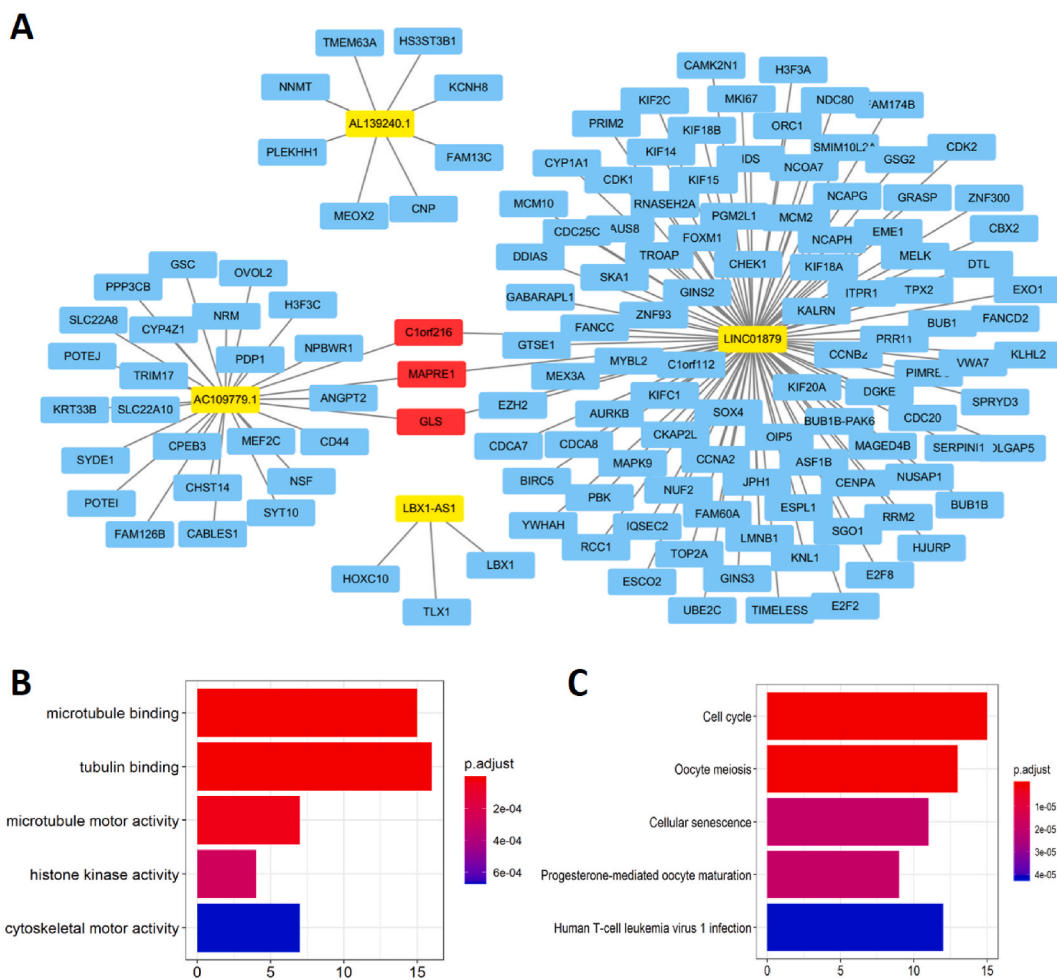 A
TMEM63A
HS3ST3B1
NNMT
KCNH8
AL139240.1
PLEKHH1
FAM13C
MEOX2
CNP
GSC
OVOL2
PPP3CB
H3F3C
SLC22A8
NRM
CYP4Z1
NPBWR1
POTEJ
PDP1
TRIM17
AC109779.1
ANGPT2
KRT33B
SLC22A10
CPEB3
MEF2C
CD44
SYDE1
CHST14
NSF
POTEI
SYT10
FAM126B
CABLES1
C1orf216
MAPRE1
GLS
LBX1-AS1
HOXC10
LBX1
TLX1
CAMK2N1
H3F3A
KIF2C
MKI67
NDC80
FAM174B
PRIM2
KIF18B
ORC1
SMIM10L2A
CDK2
KIF14
IDS
NCOA7
GSG2
CYP1A1
CDK1
KIF15
NCAPG
GRASP
ZNF300
MCM10
RNASEH2A
PGM2L1
MCM2
CBX2
CDC25C
AUS8
FOXM1
NCAPH
EME1
DDIAS
TROAP
CHEK1
KIF18A
MELK
DTL
SKA1
GINS2
ITPR1
TPX2
EXO1
GABARAPL1
ZNF93
KALRN
FANCC
BUB1
FANCD2
GTSE1
LINC01879
PRR11
MYBL2
C1orf112
CCNB2
VWA7
KLHL2
MEX3A
KIF20A
DGKE
SPRYD3
EZH2
KIFC1
SOX4
BUB1B-PAK6
CDC20
AURKB
CKAP2L
OIP5
MAGED4B
SERPINI1
DLGAP5
CDCA7
CDCA8
CCNA2
ASF1B
NUSAP1
MAPK9
JPH1
CENPA
BIRC5
PBK
NUF2
ESPL1
BUB1B
YWHAH
IQSEC2
FAM60A
SGO1
RRM2
RCC1
LMNB1
KNL1
HJURP
TOP2A
ESCO2
GINS3
E2F8
UBE2C
TIMELESS
E2F2
B
microtubule binding
tubulin binding
microtubule motor activity
histone kinase activity
cytoskeletal motor activity
0
5
10
15
p.adjust
2e-04
4e-04
6e-04
C
Cell cycle
Oocyte meiosis
Cellular senescence
Progesterone-mediated oocyte maturation
Human T-cell leukemia virus 1 infection
0
5
10
15
p.adjust
1e-05
2e-05
3e-05
4e-05